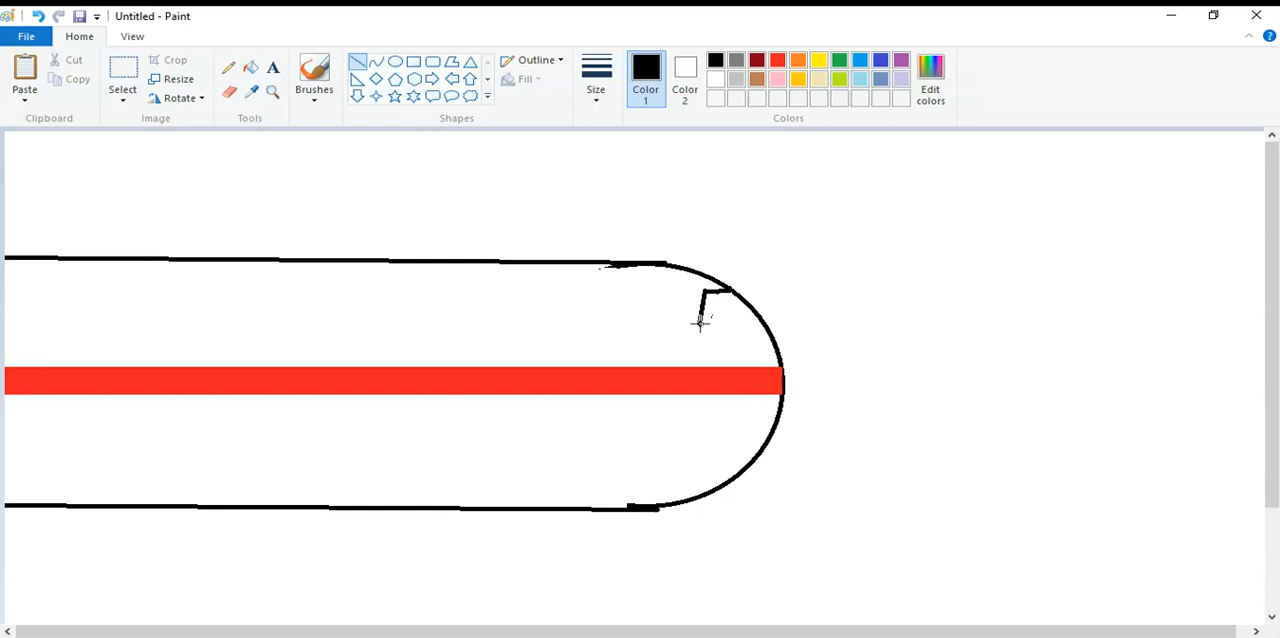 Untitled - Paint
File Home View
Paste Cut Copy Clipboard
Select Crop Resize Rotate Image
A Tools
Brushes
Outline Fill Shapes
Size
Color 1 Color 2 Edit colors Colors